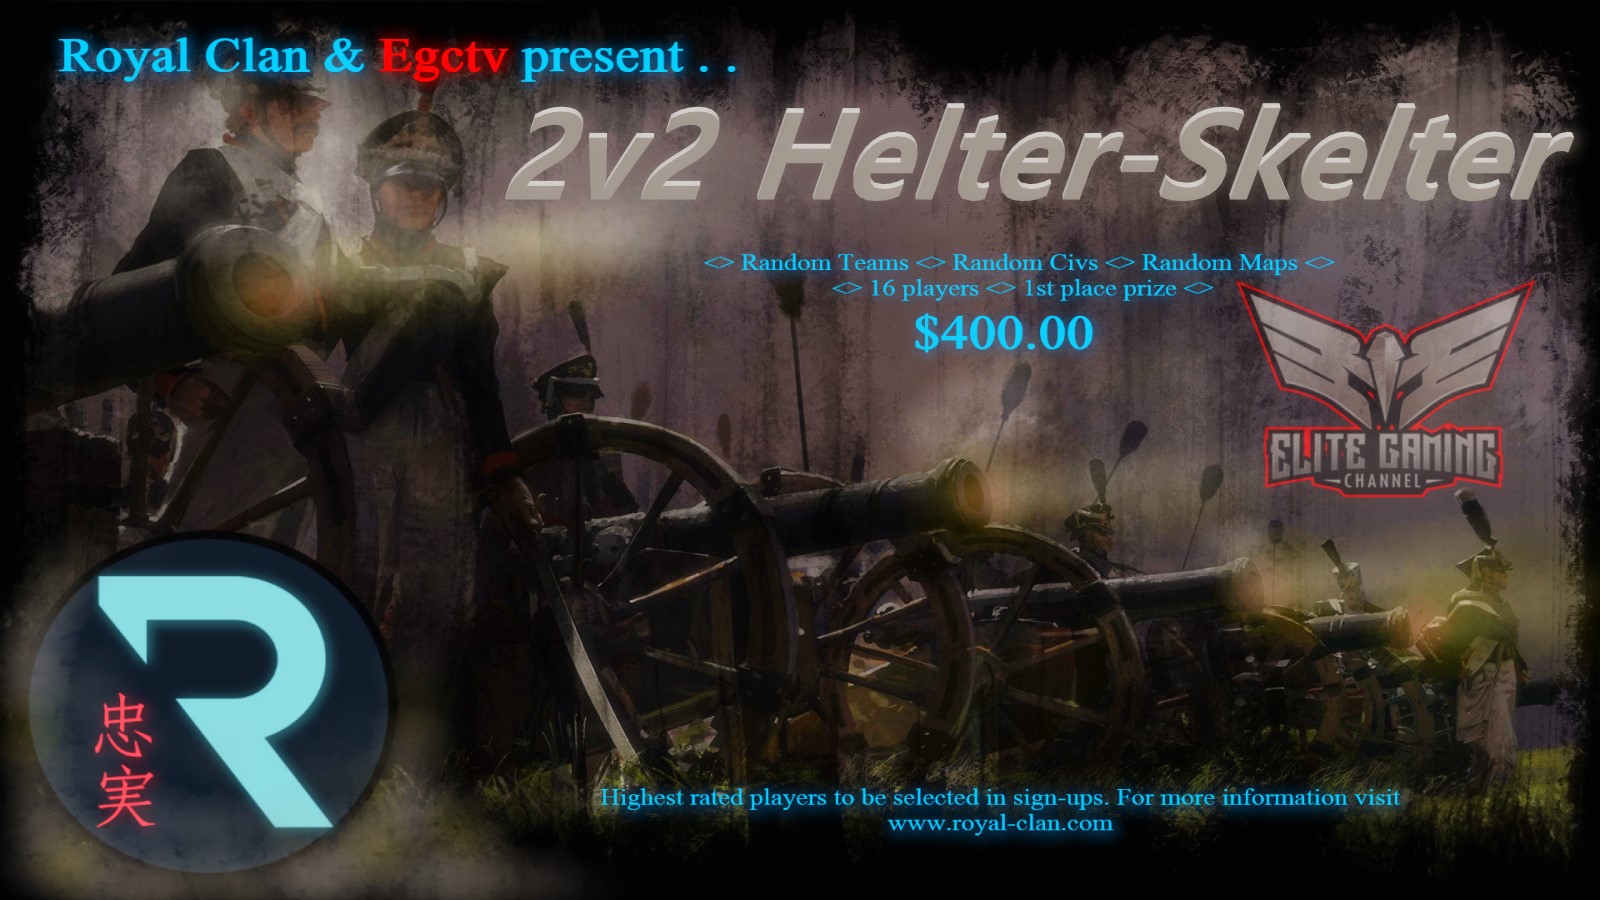 Royal Clan & Egctv present . .
2v2 Helter-Skelter
<> Random Teams <> Random Civs <> Random Maps <>
<> 16 players <> 1st place prize <>
$400.00
ELITE GAMING
CHANNEL
R
忠
実
Highest rated players to be selected in sign-ups. For more information visit
www.royal-clan.com